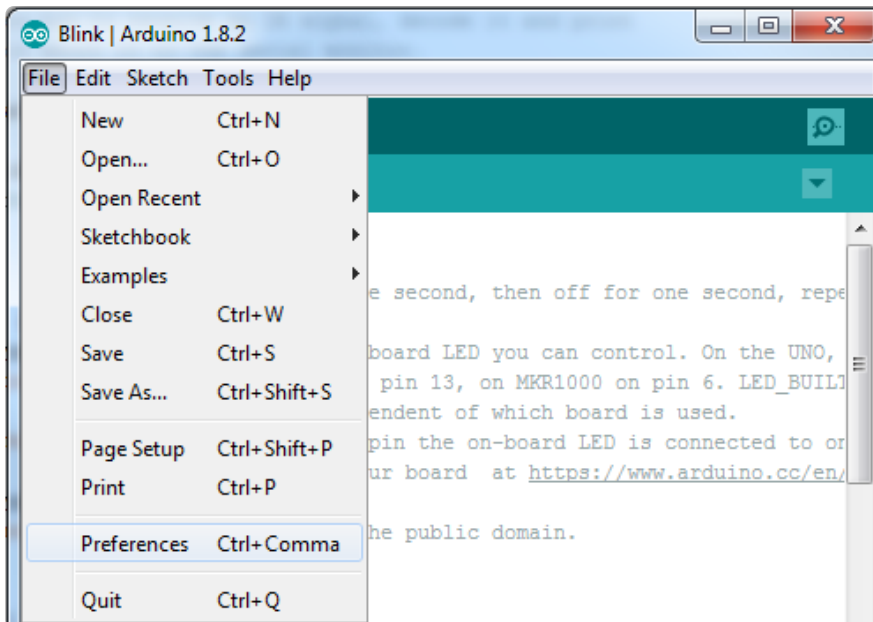 Blink | Arduino 1.8.2
File Edit Sketch Tools Help
New Ctrl+N
Open... Ctrl+O
Open Recent
Sketchbook
Examples
Close Ctrl+W
Save Ctrl+S
Save As... Ctrl+Shift+S
Page Setup Ctrl+Shift+P
Print Ctrl+P
Preferences Ctrl+Comma
Quit Ctrl+Q
e second, then off for one second, repe
board LED you can control. On the UNO,
pin 13, on MKR1000 on pin 6. LED_BUILT
endent of which board is used.
pin the on-board LED is connected to on
ur board at https://www.arduino.cc/en/
he public domain.